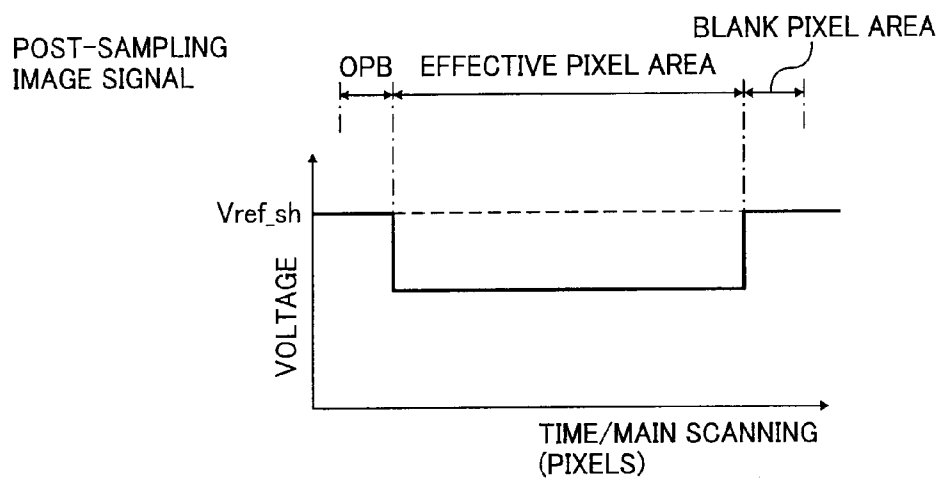 POST-SAMPLING
IMAGE SIGNAL
BLANK PIXEL AREA
OPB
EFFECTIVE PIXEL AREA
Vref_sh
VOLTAGE
TIME/MAIN SCANNING
(PIXELS)